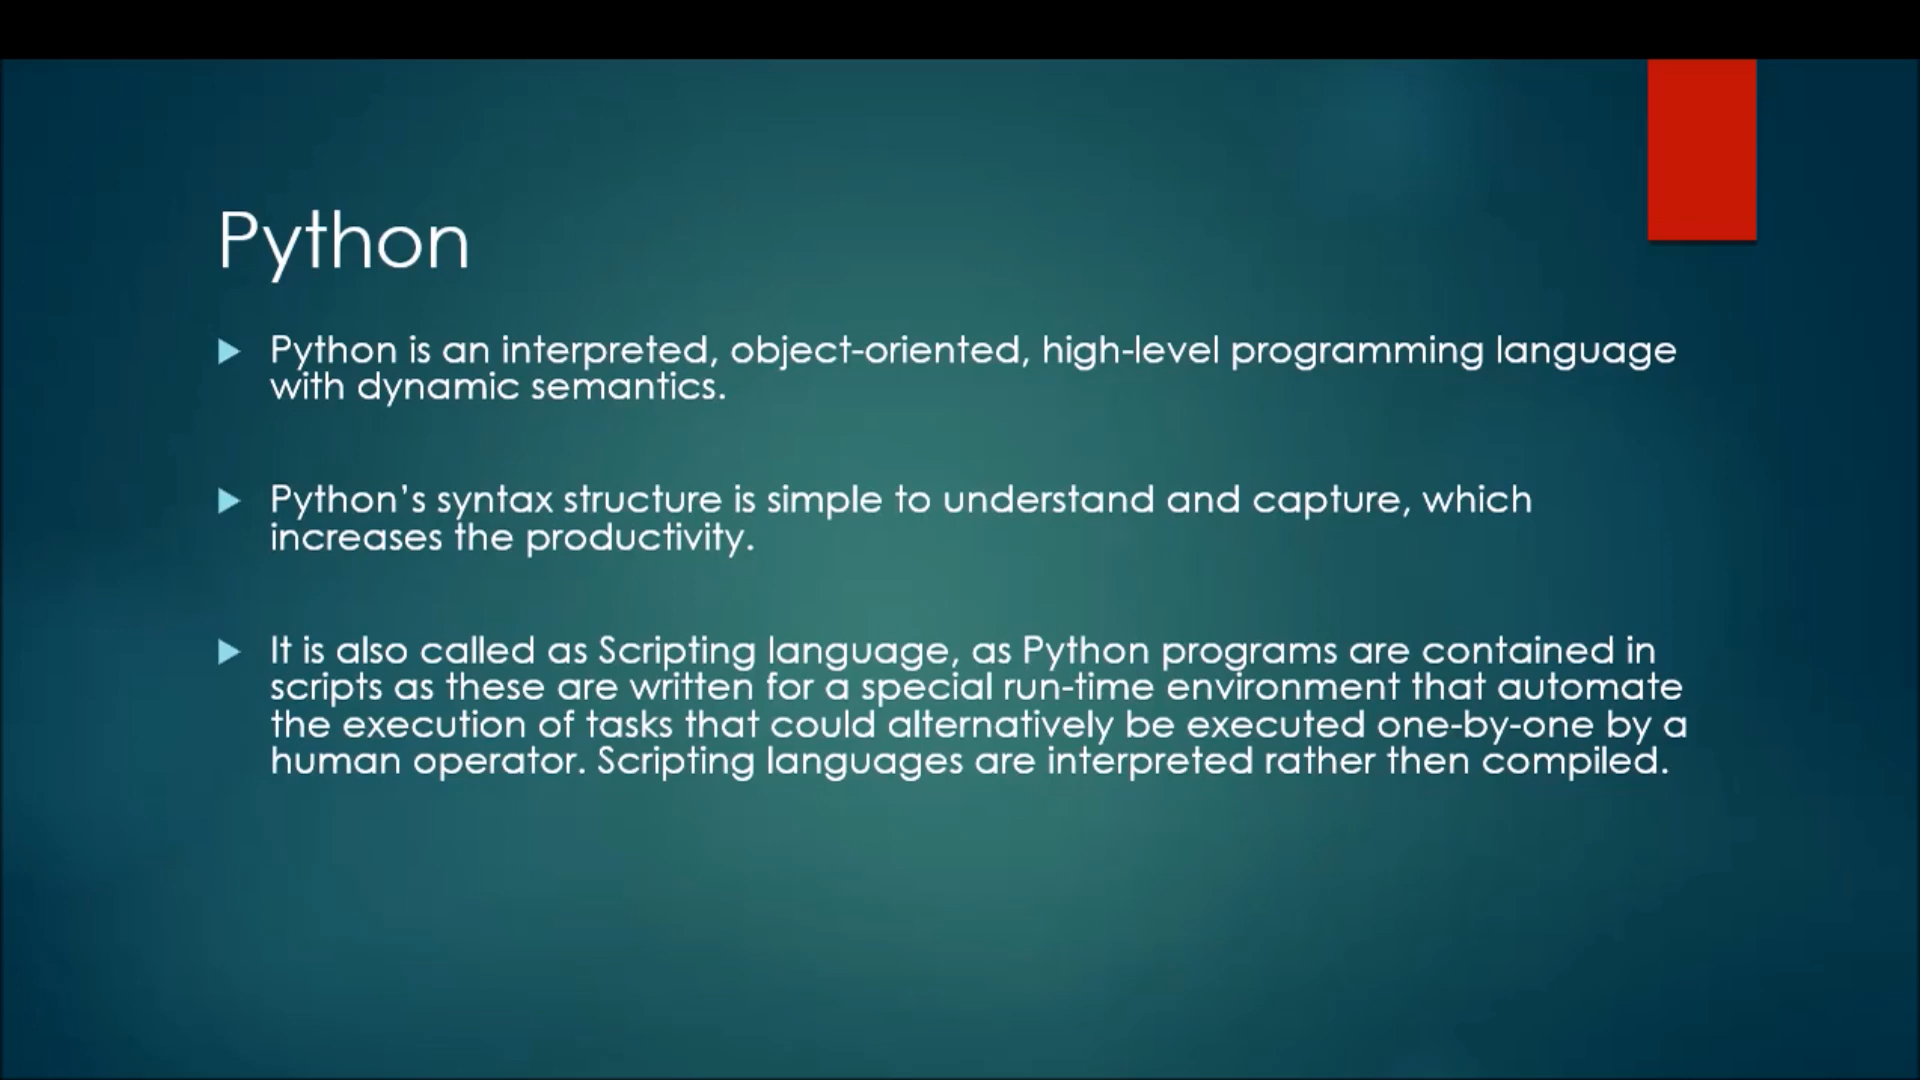 Python
Python is an interpreted, object-oriented, high-level programming language
with dynamic semantics.
Python’s syntax structure is simple to understand and capture, which
increases the productivity.
It is also called as Scripting language, as Python programs are contained in
scripts as these are written for a special run-time environment that automate
the execution of tasks that could alternatively be executed one-by-one by a
human operator. Scripting languages are interpreted rather then compiled.